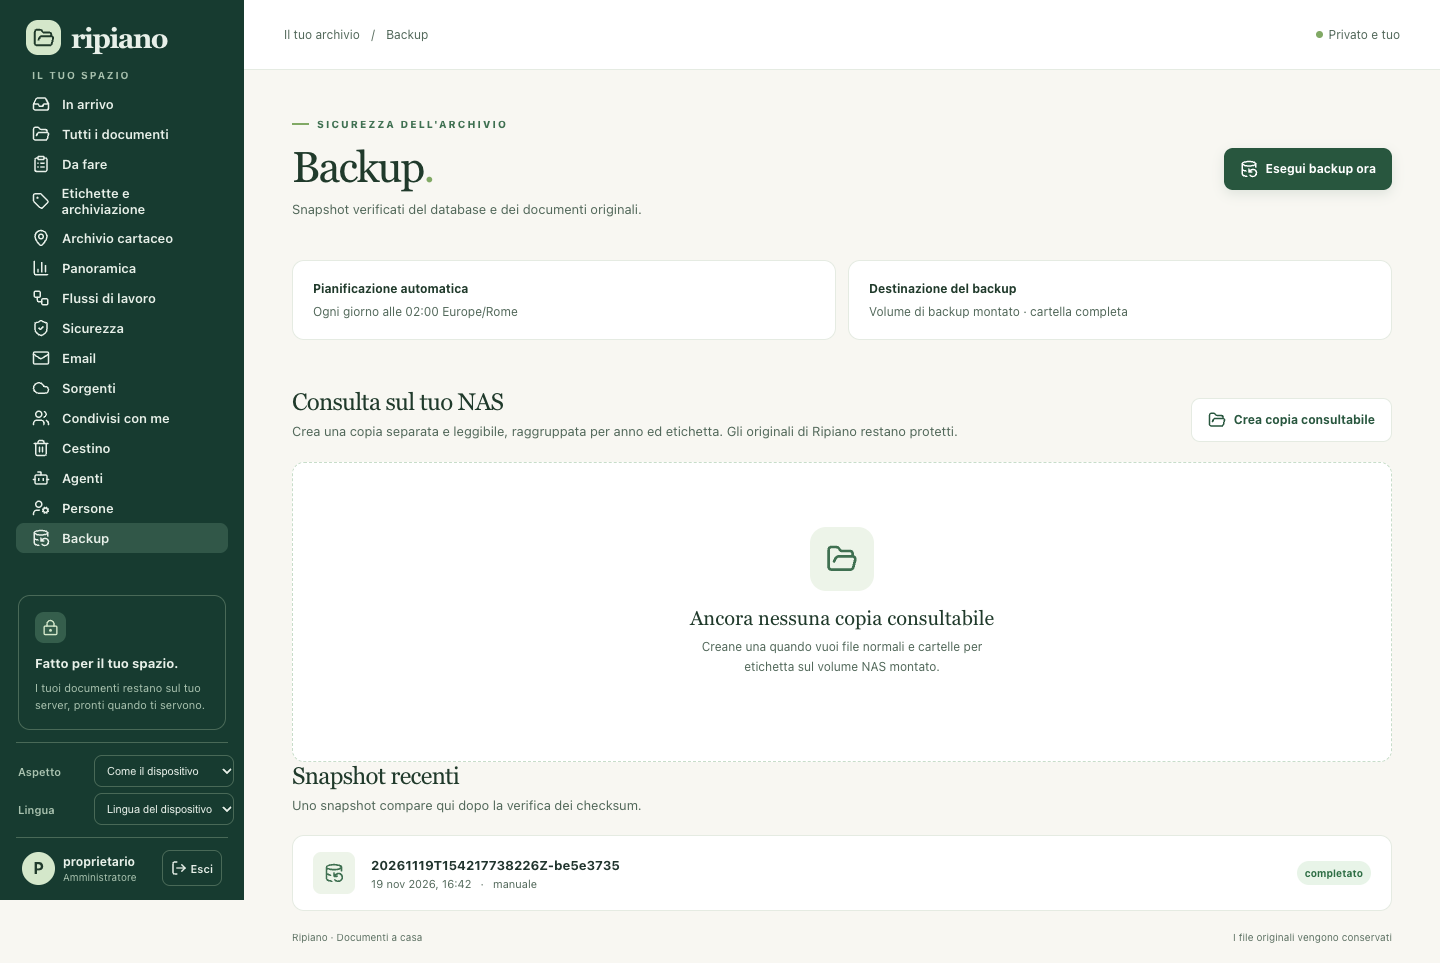 ripiano
IL TUO SPAZIO
In arrivo
Tutti i documenti
Da fare
Etichette e
archiviazione
Archivio cartaceo
Panoramica
Flussi di lavoro
Sicurezza
Email
Sorgenti
Condivisi con me
Cestino
Agenti
Persone
Backup
Fatto per il tuo spazio.
I tuoi documenti restano sul tuo
server, pronti quando ti servono.
Aspetto
Come il dispositivo
Lingua
Lingua del dispositivo
P
proprietario
Amministratore
Esci
Il tuo archivio / Backup
Privato e tuo
SICUREZZA DELL'ARCHIVIO
Backup.
Snapshot verificati del database e dei documenti originali.
Esegui backup ora
Pianificazione automatica
Ogni giorno alle 02:00 Europe/Rome
Destinazione del backup
Volume di backup montato · cartella completa
Consulta sul tuo NAS
Crea una copia separata e leggibile, raggruppata per anno ed etichetta. Gli originali di Ripiano restano protetti.
Crea copia consultabile
Ancora nessuna copia consultabile
Creane una quando vuoi file normali e cartelle per
etichetta sul volume NAS montato.
Snapshot recenti
Uno snapshot compare qui dopo la verifica dei checksum.
20261119T154217738226Z-be5e3735
19 nov 2026, 16:42 · manuale
completato
Ripiano · Documenti a casa
I file originali vengono conservati